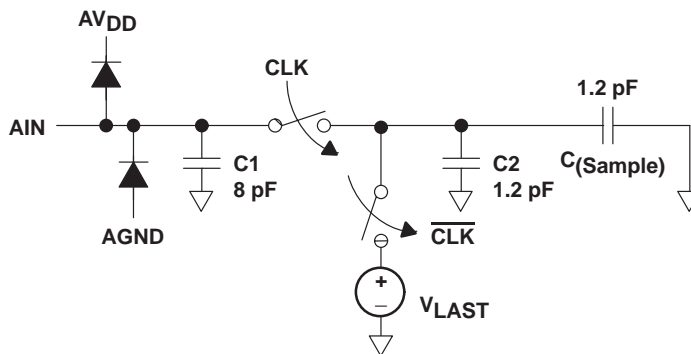 AVDD
CLK
1.2 pF
AIN
C1
8 pF
C2
1.2 pF
C(Sample)
AGND
CLK
+
–
VLAST